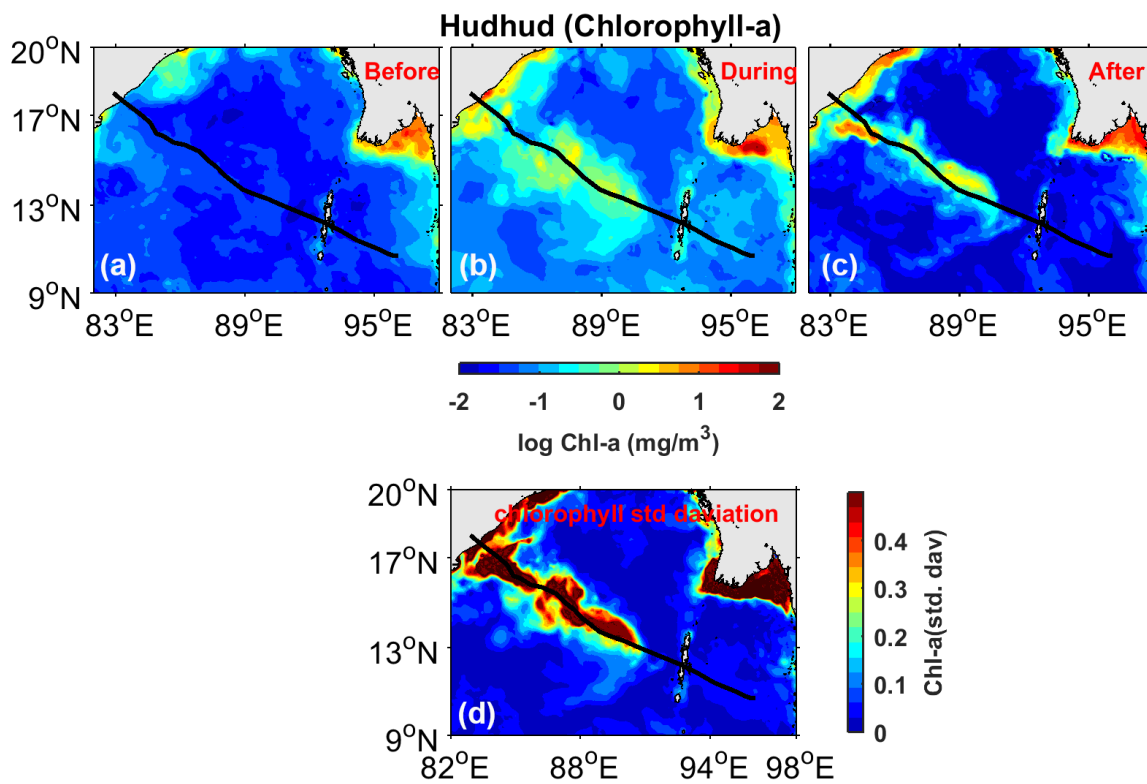 Hudhud (Chlorophyll-a)
20°N
17°N
13°N
9°N
Before
(a)
83°E 89°E 95°E
During
(b)
83°E 89°E 95°E
After
(c)
83°E 89°E 95°E
-2 -1 0 1 2
log Chl-a (mg/m³)
20°N
17°N
13°N
9°N
chlorophyll std daviation
(d)
82°E 88°E 94°E 98°E
0.4
0.3
0.2
0.1
0
Chl-a(std. dav)